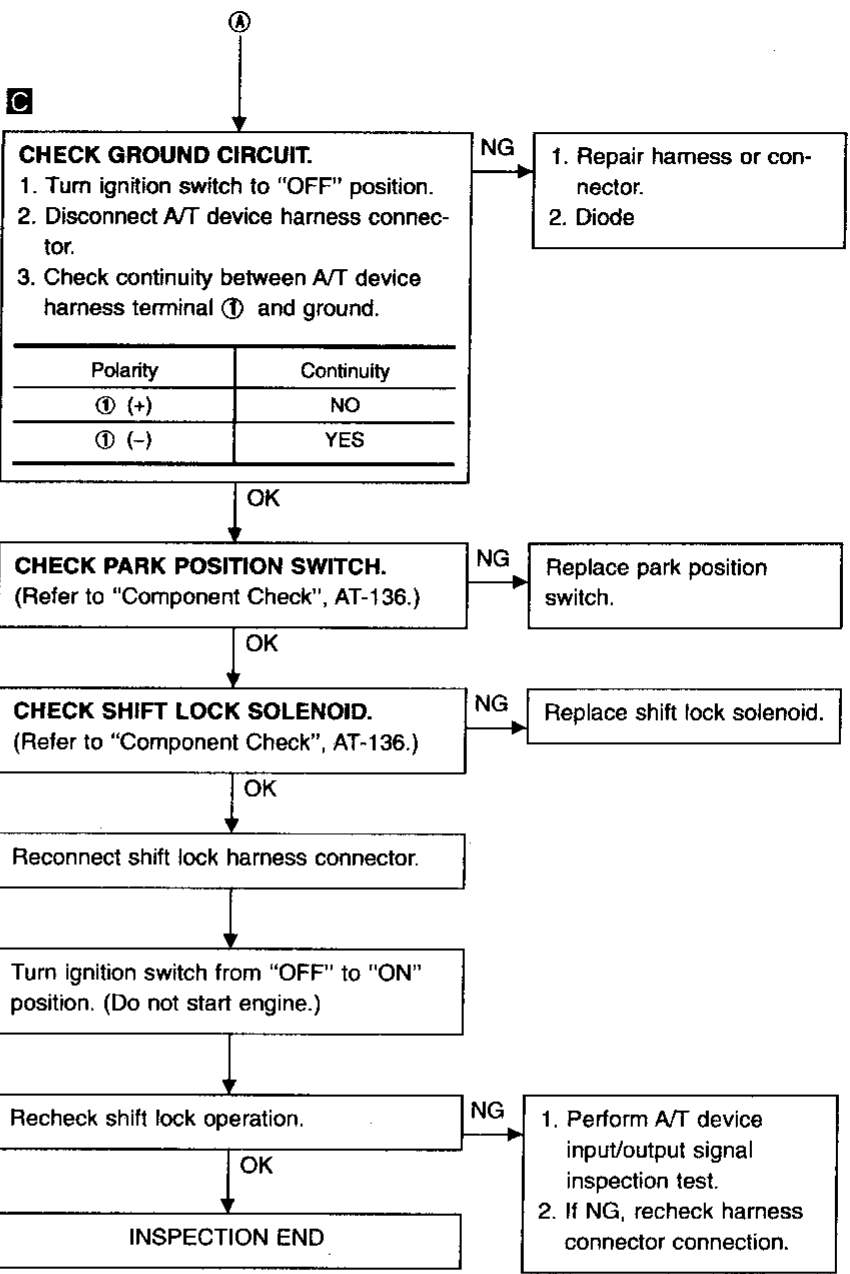 Ⓐ
C
CHECK GROUND CIRCUIT.
1. Turn ignition switch to "OFF" position.
2. Disconnect A/T device harness connec-
tor.
3. Check continuity between A/T device
harness terminal ① and ground.
Polarity Continuity
① (+) NO
① (–) YES
NG
1. Repair harness or con-
nector.
2. Diode
OK
CHECK PARK POSITION SWITCH.
(Refer to "Component Check", AT-136.)
NG
Replace park position
switch.
OK
CHECK SHIFT LOCK SOLENOID.
(Refer to "Component Check", AT-136.)
NG
Replace shift lock solenoid.
OK
Reconnect shift lock harness connector.
Turn ignition switch from "OFF" to "ON"
position. (Do not start engine.)
Recheck shift lock operation.
NG
1. Perform A/T device
input/output signal
inspection test.
2. If NG, recheck harness
connector connection.
OK
INSPECTION END